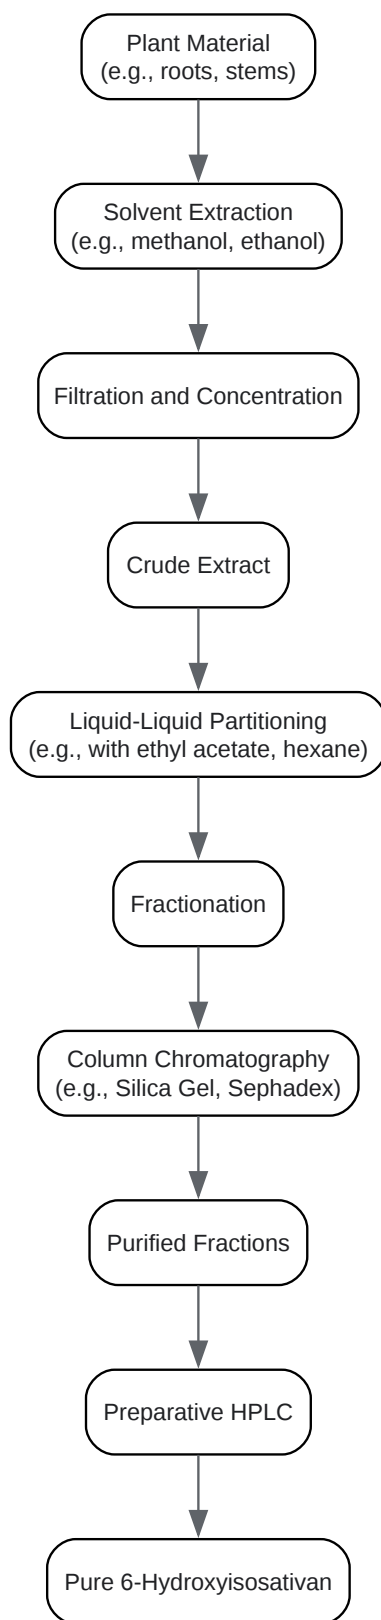 Plant Material
(e.g., roots, stems)
Solvent Extraction
(e.g., methanol, ethanol)
Filtration and Concentration
Crude Extract
Liquid-Liquid Partitioning
(e.g., with ethyl acetate, hexane)
Fractionation
Column Chromatography
(e.g., Silica Gel, Sephadex)
Purified Fractions
Preparative HPLC
Pure 6-Hydroxyisosativan